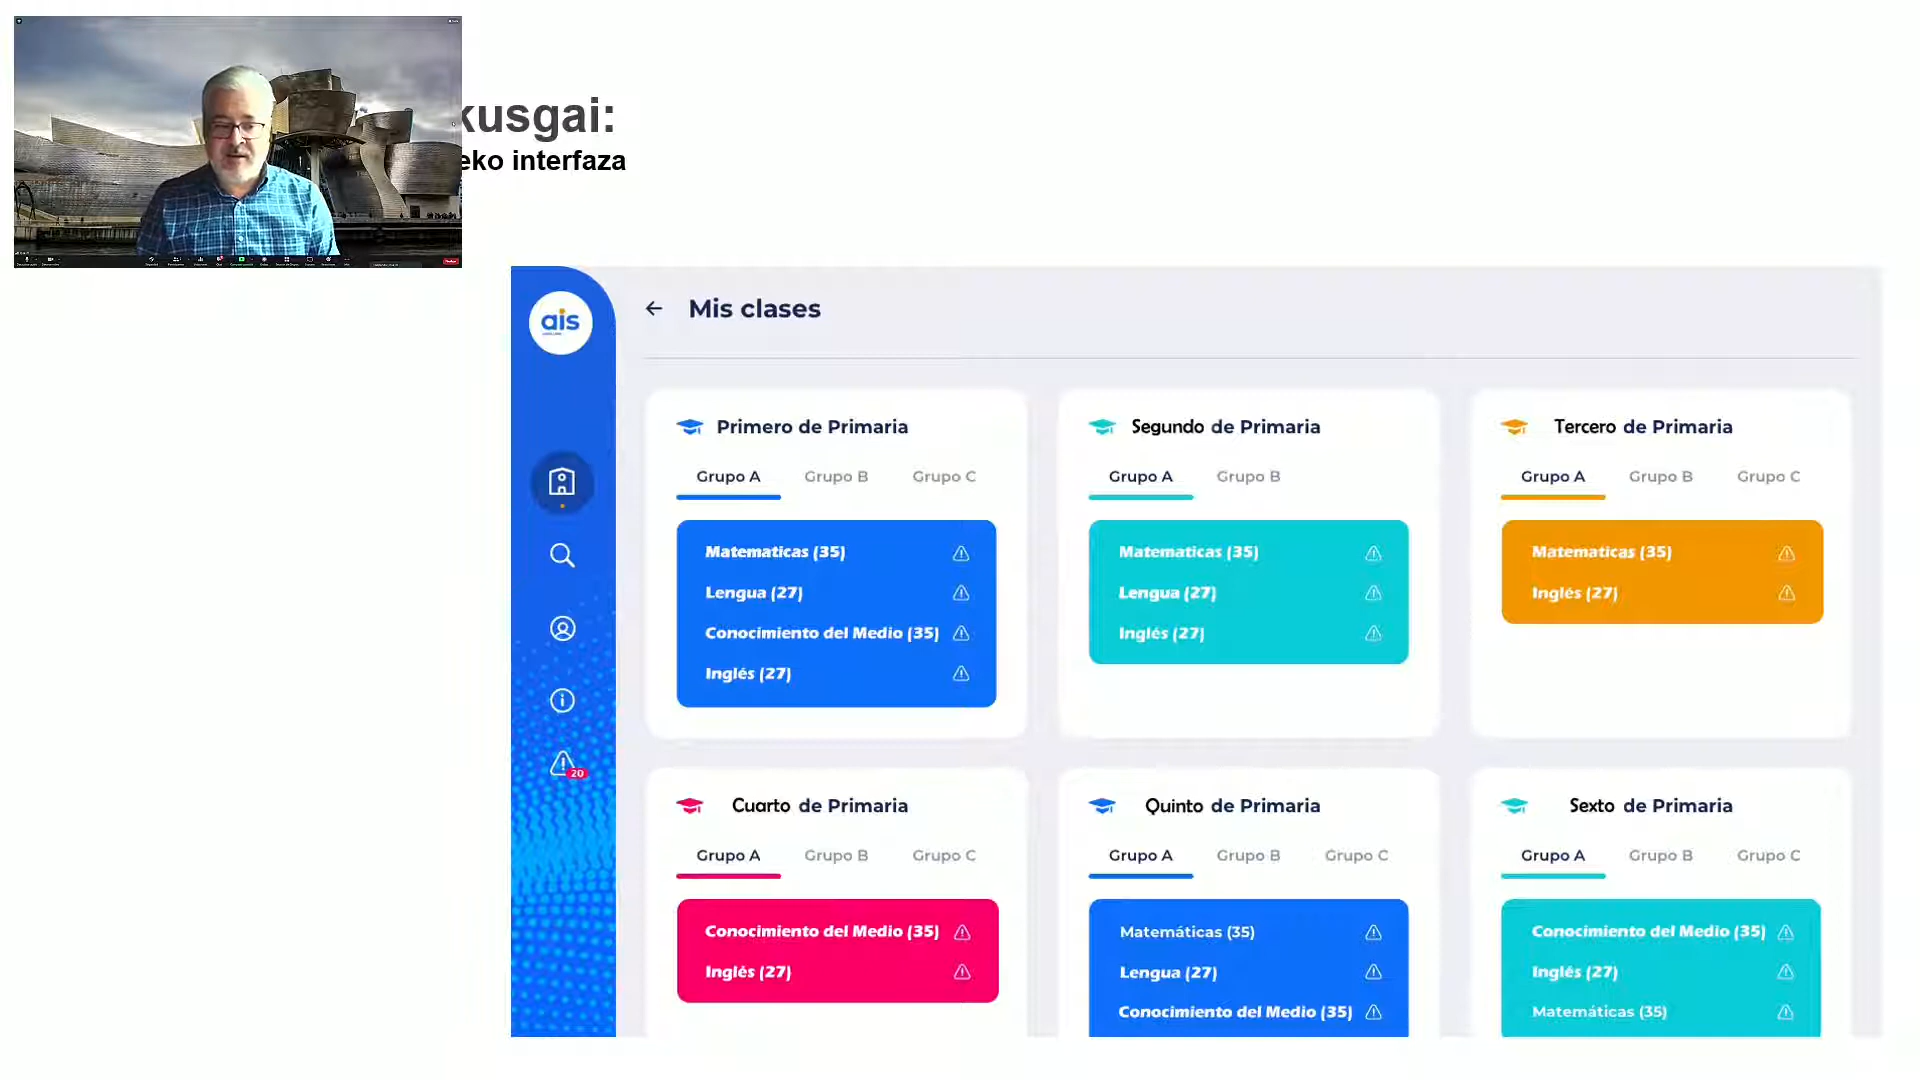 kusgai:
eko interfaza
ais
Mis clases
Primero de Primaria
Grupo A Grupo B Grupo C
Matematicas (35)
Lengua (27)
Conocimiento del Medio (35)
Inglés (27)
Segundo de Primaria
Grupo A Grupo B
Matematicas (35)
Lengua (27)
Inglés (27)
Tercero de Primaria
Grupo A Grupo B Grupo C
Matematicas (35)
Inglés (27)
20
Cuarto de Primaria
Grupo A Grupo B Grupo C
Conocimiento del Medio (35)
Inglés (27)
Quinto de Primaria
Grupo A Grupo B Grupo C
Matemáticas (35)
Lengua (27)
Conocimiento del Medio (35)
Sexto de Primaria
Grupo A Grupo B Grupo C
Conocimiento del Medio (35)
Inglés (27)
Matemáticas (35)